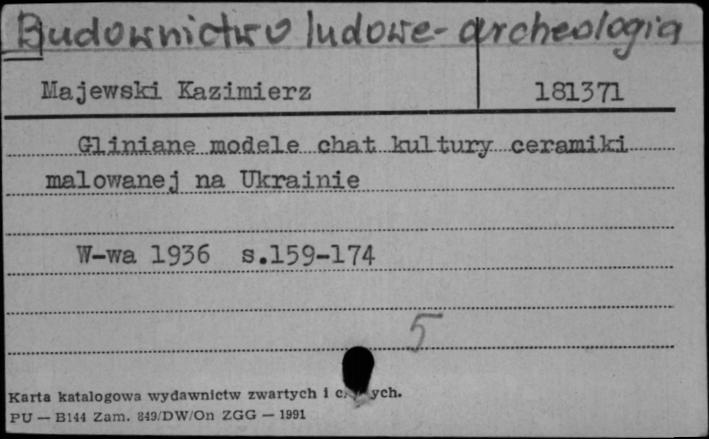 Budownictwo ludowe - archeologia
Majewski Kazimierz 181371
Gliniane modele chat kultury ceramiki
malowanej na Ukrainie
W-wa 1936 s.159-174
5
Karta katalogowa wydawnictw zwartych i
PU — B144 Zam. 849/DW/On ZGG — 1991